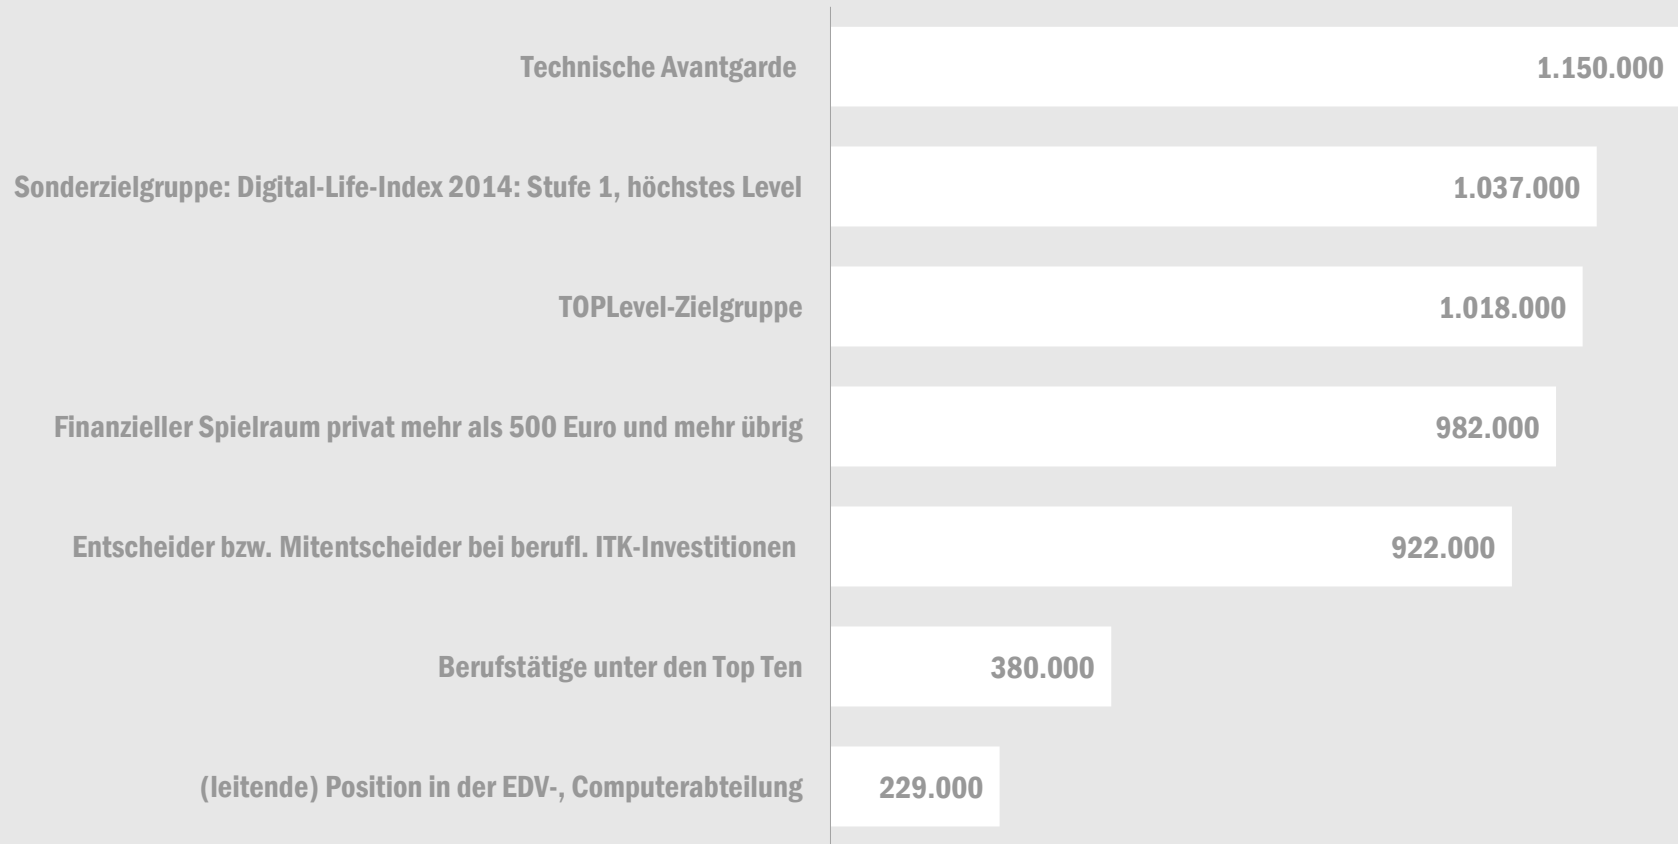 Technische Avantgarde 1.150.000
Sonderzielgruppe: Digital-Life-Index 2014: Stufe 1, höchstes Level 1.037.000
TOPLevel-Zielgruppe 1.018.000
Finanzieller Spielraum privat mehr als 500 Euro und mehr übrig 982.000
Entscheider bzw. Mitentscheider bei berufl. ITK-Investitionen 922.000
Berufstätige unter den Top Ten 380.000
(leitende) Position in der EDV-, Computerabteilung 229.000